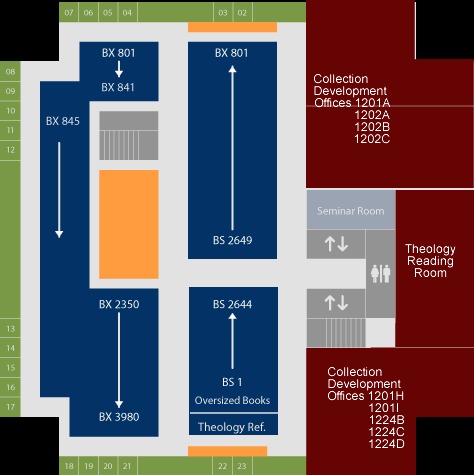 07 06 05 04 03 02
BX 801
BX 841
BX 801
Collection
Development
Offices 1201A
1202A
1202B
1202C
08
09
10
11
12
BX 845
Seminar Room
BS 2649
Theology
Reading
Room
BX 2350
BS 2644
13
14
15
16
17
BS 1
Oversized Books
Theology Ref.
BX 3980
Collection
Development
Offices 1201H
1201I
1224B
1224C
1224D
18 19 20 21 22 23